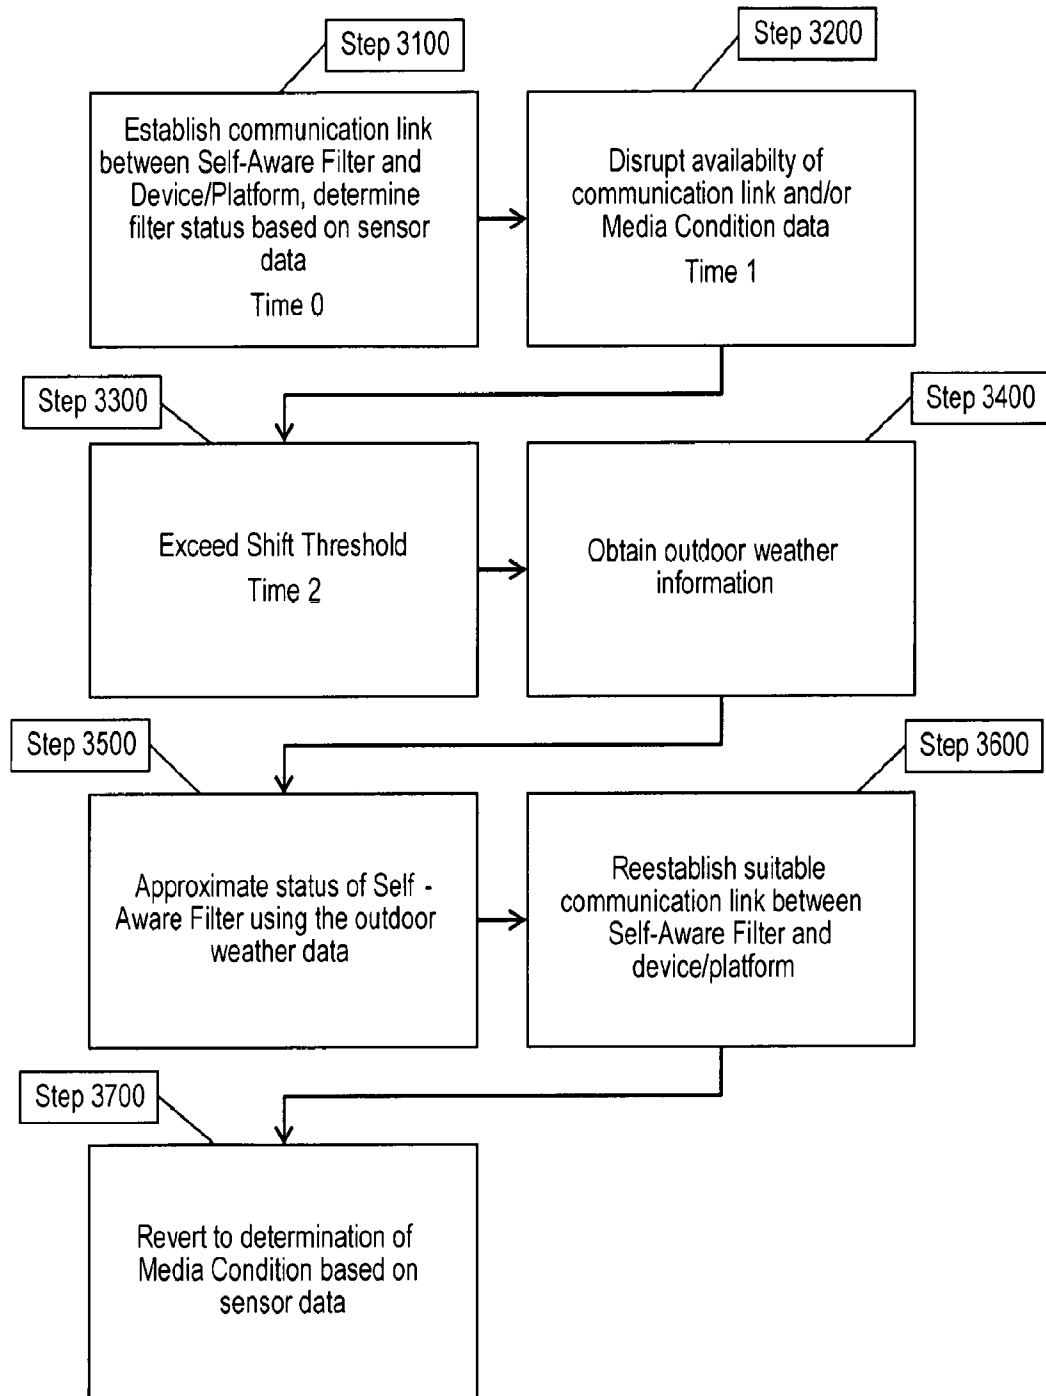 Step 3100
Establish communication link
between Self-Aware Filter and
Device/Platform, determine
filter status based on sensor
data
Time 0
Step 3200
Disrupt availabilty of
communication link and/or
Media Condition data
Time 1
Step 3300
Exceed Shift Threshold
Time 2
Step 3400
Obtain outdoor weather
information
Step 3500
Approximate status of Self -
Aware Filter using the outdoor
weather data
Step 3600
Reestablish suitable
communication link between
Self-Aware Filter and
device/platform
Step 3700
Revert to determination of
Media Condition based on
sensor data